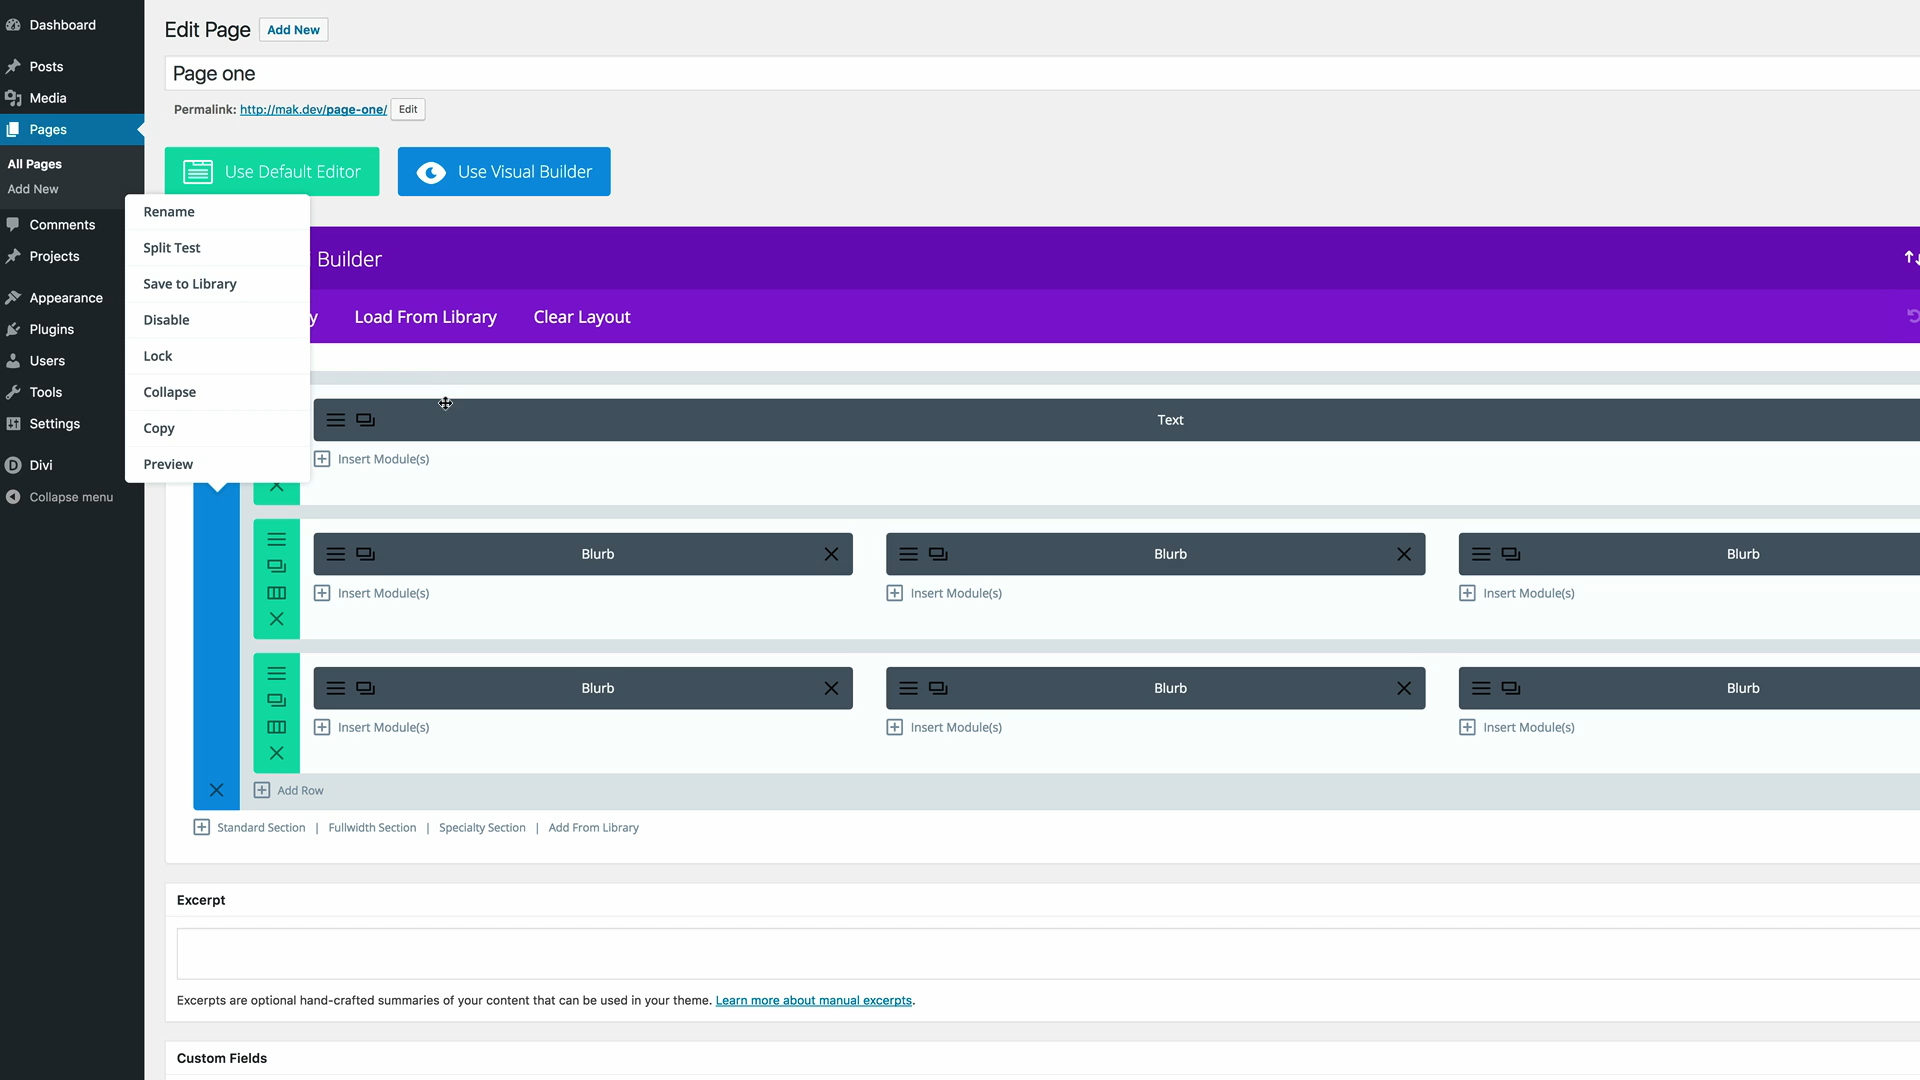 Dashboard
Posts
Media
Pages
All Pages
Add New
Comments
Projects
Appearance
Plugins
Users
Tools
Settings
Divi
Collapse menu
Edit Page
Add New
Page one
Permalink: http://mak.dev/page-one/ Edit
Use Default Editor
Use Visual Builder
Rename
Split Test
Save to Library
Disable
Lock
Collapse
Copy
Preview
Builder
y
Load From Library
Clear Layout
Text
Insert Module(s)
Blurb
Blurb
Blurb
Insert Module(s)
Insert Module(s)
Insert Module(s)
Blurb
Blurb
Blurb
Insert Module(s)
Insert Module(s)
Insert Module(s)
Add Row
Standard Section | Fullwidth Section | Specialty Section | Add From Library
Excerpt
Excerpts are optional hand-crafted summaries of your content that can be used in your theme. Learn more about manual excerpts.
Custom Fields